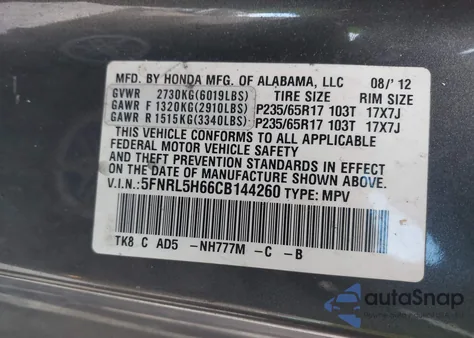 MFD. BY HONDA MFG. OF ALABAMA, LLC 08/'12
GVWR 2730KG(6019LBS) TIRE SIZE RIM SIZE
GAWR F 1320KG(2910LBS) P235/65R17 103T 17X7J
GAWR R 1515KG(3340LBS) P235/65R17 103T 17X7J
THIS VEHICLE CONFORMS TO ALL APPLICABLE
FEDERAL MOTOR VEHICLE SAFETY
AND THEFT PREVENTION STANDARDS IN EFFECT
ON THE DATE OF MANUFACTURE SHOWN ABOVE.
V.I.N: 5FNRL5H66CB144260 TYPE: MPV
TK8 C AD5 -NH777M -C -B
autoSnap